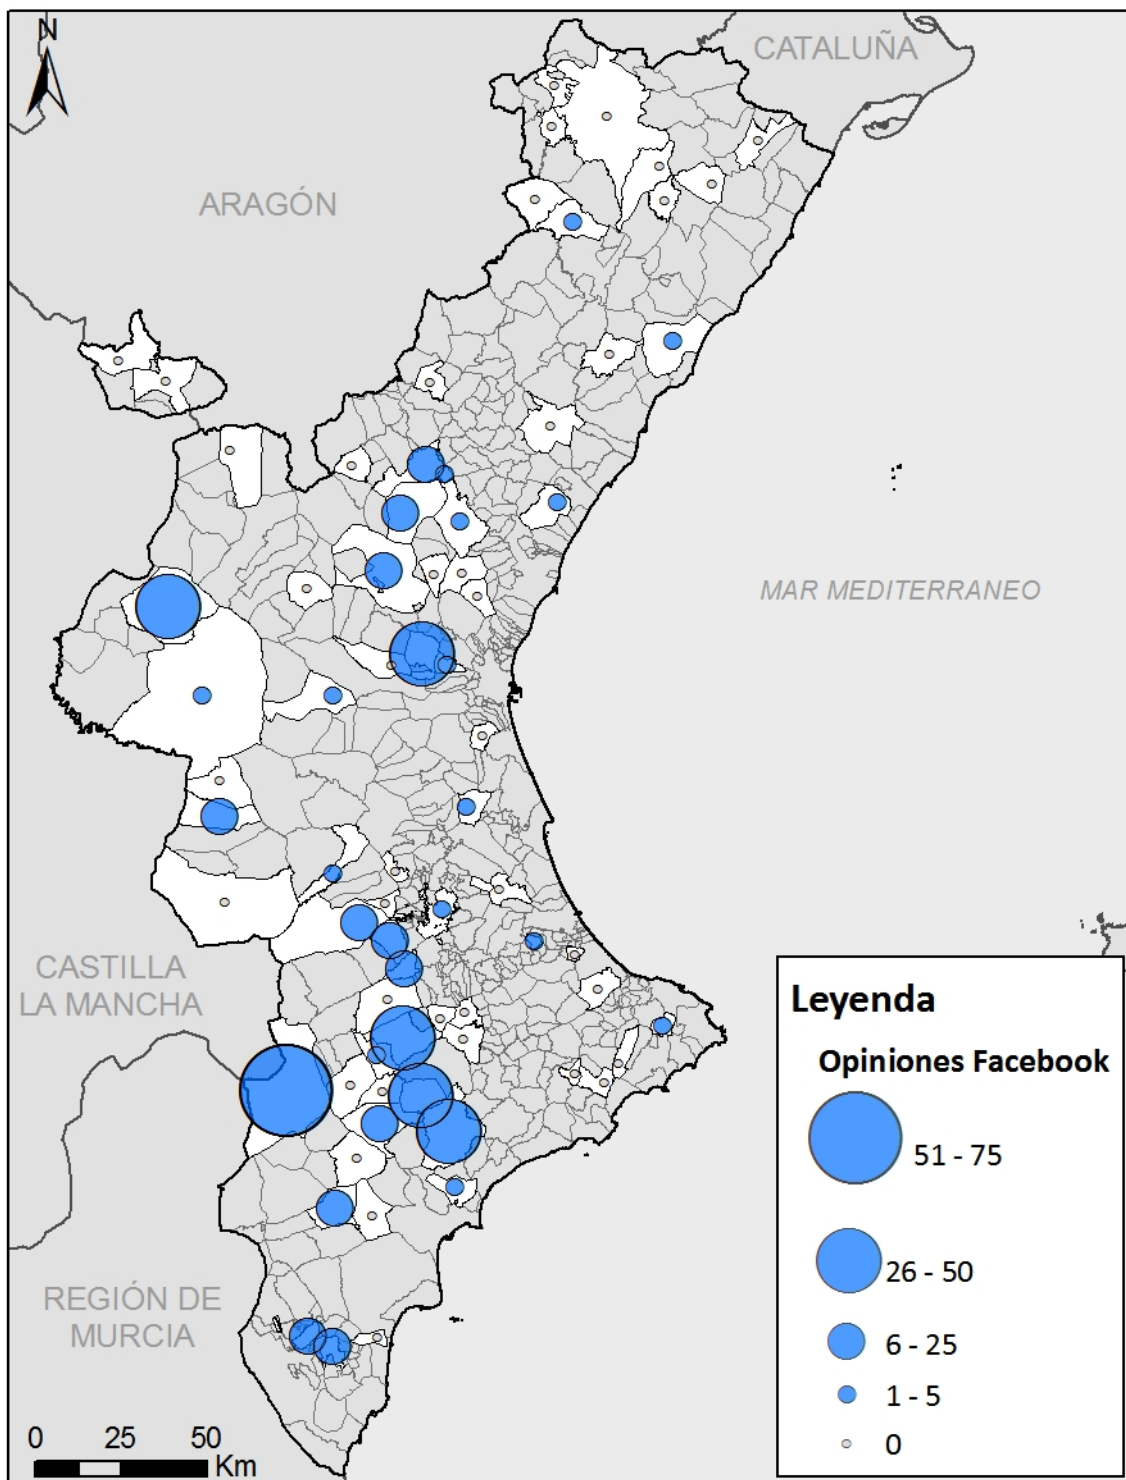 N
CATALUÑA
ARAGÓN
MAR MEDITERRANEO
CASTILLA
LA MANCHA
REGIÓN DE
MURCIA
Leyenda
Opiniones Facebook
51 - 75
26 - 50
6 - 25
1 - 5
0
0 25 50
Km